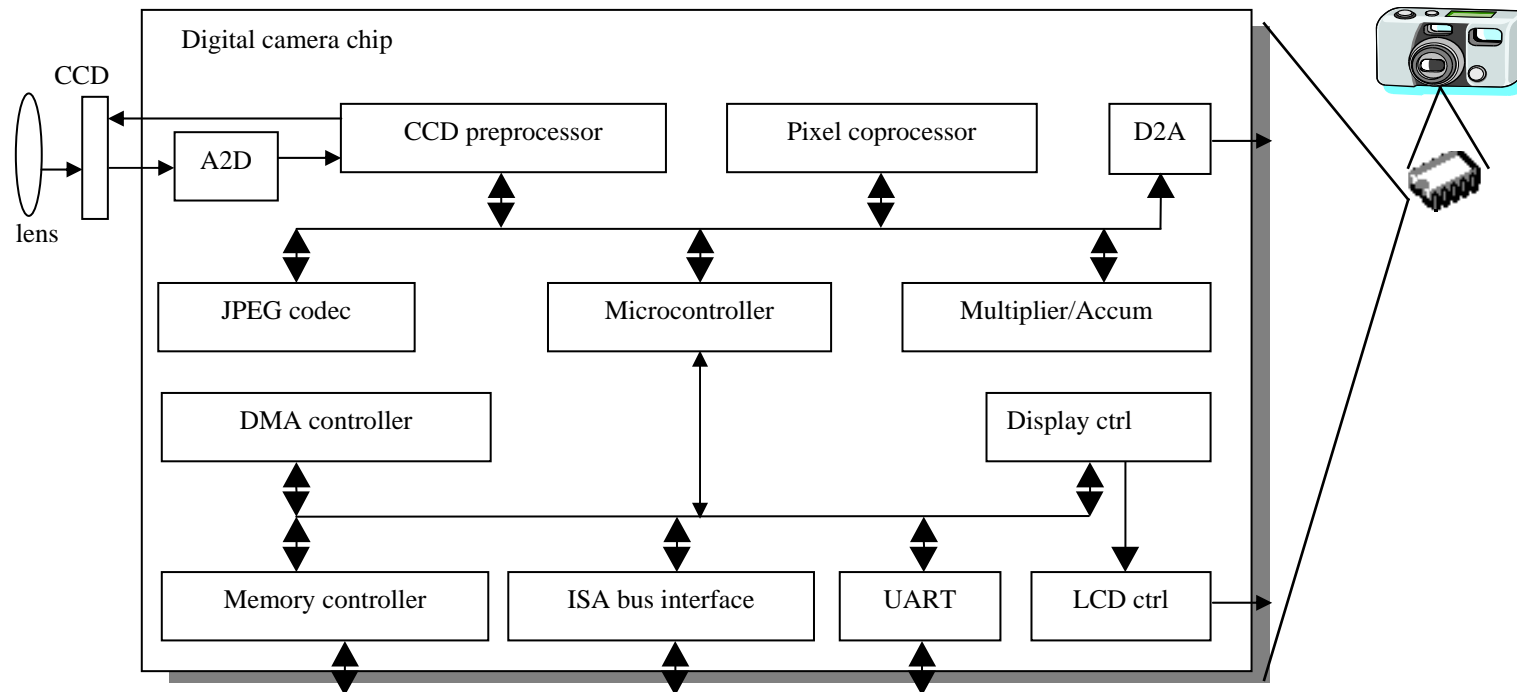 Digital camera chip
CCD
CCD preprocessor
Pixel coprocessor
D2A
A2D
lens
JPEG codec
Microcontroller
Multiplier/Accum
DMA controller
Display ctrl
Memory controller
ISA bus interface
UART
LCD ctrl